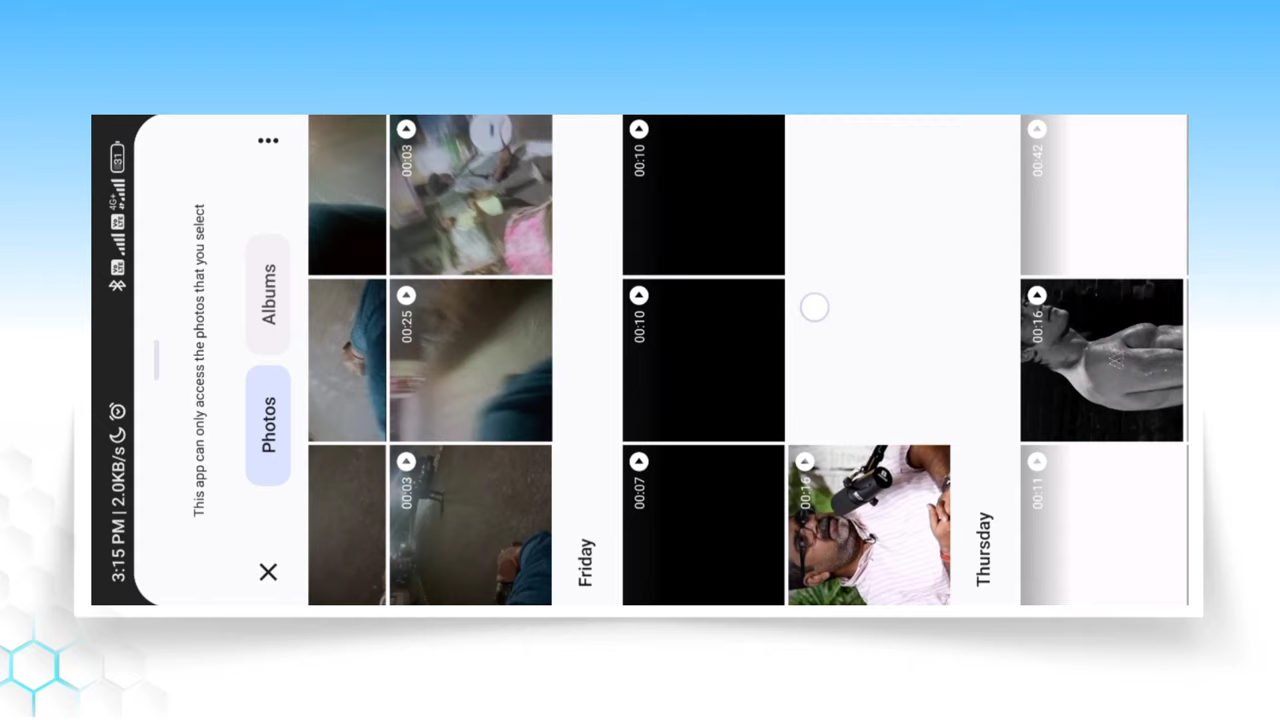 3:15 PM | 2.0KB/s
4G+
31
This app can only access the photos that you select
Photos
Albums
00:03
00:25
00:03
Friday
00:07
00:10
00:10
00:16
Thursday
00:11
00:16
00:42